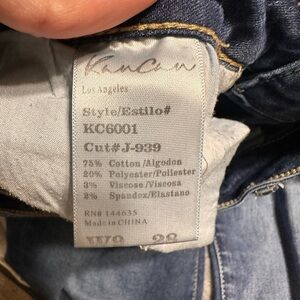 KanCan
Los Angeles
Style/Estilo#
KC6001
Cut#J-939
75% Cotton/Algodon
20% Polyester/Poliester
3% Viscose/Viscosa
2% Spandex/Elastano
RN# 144635
Made in CHINA